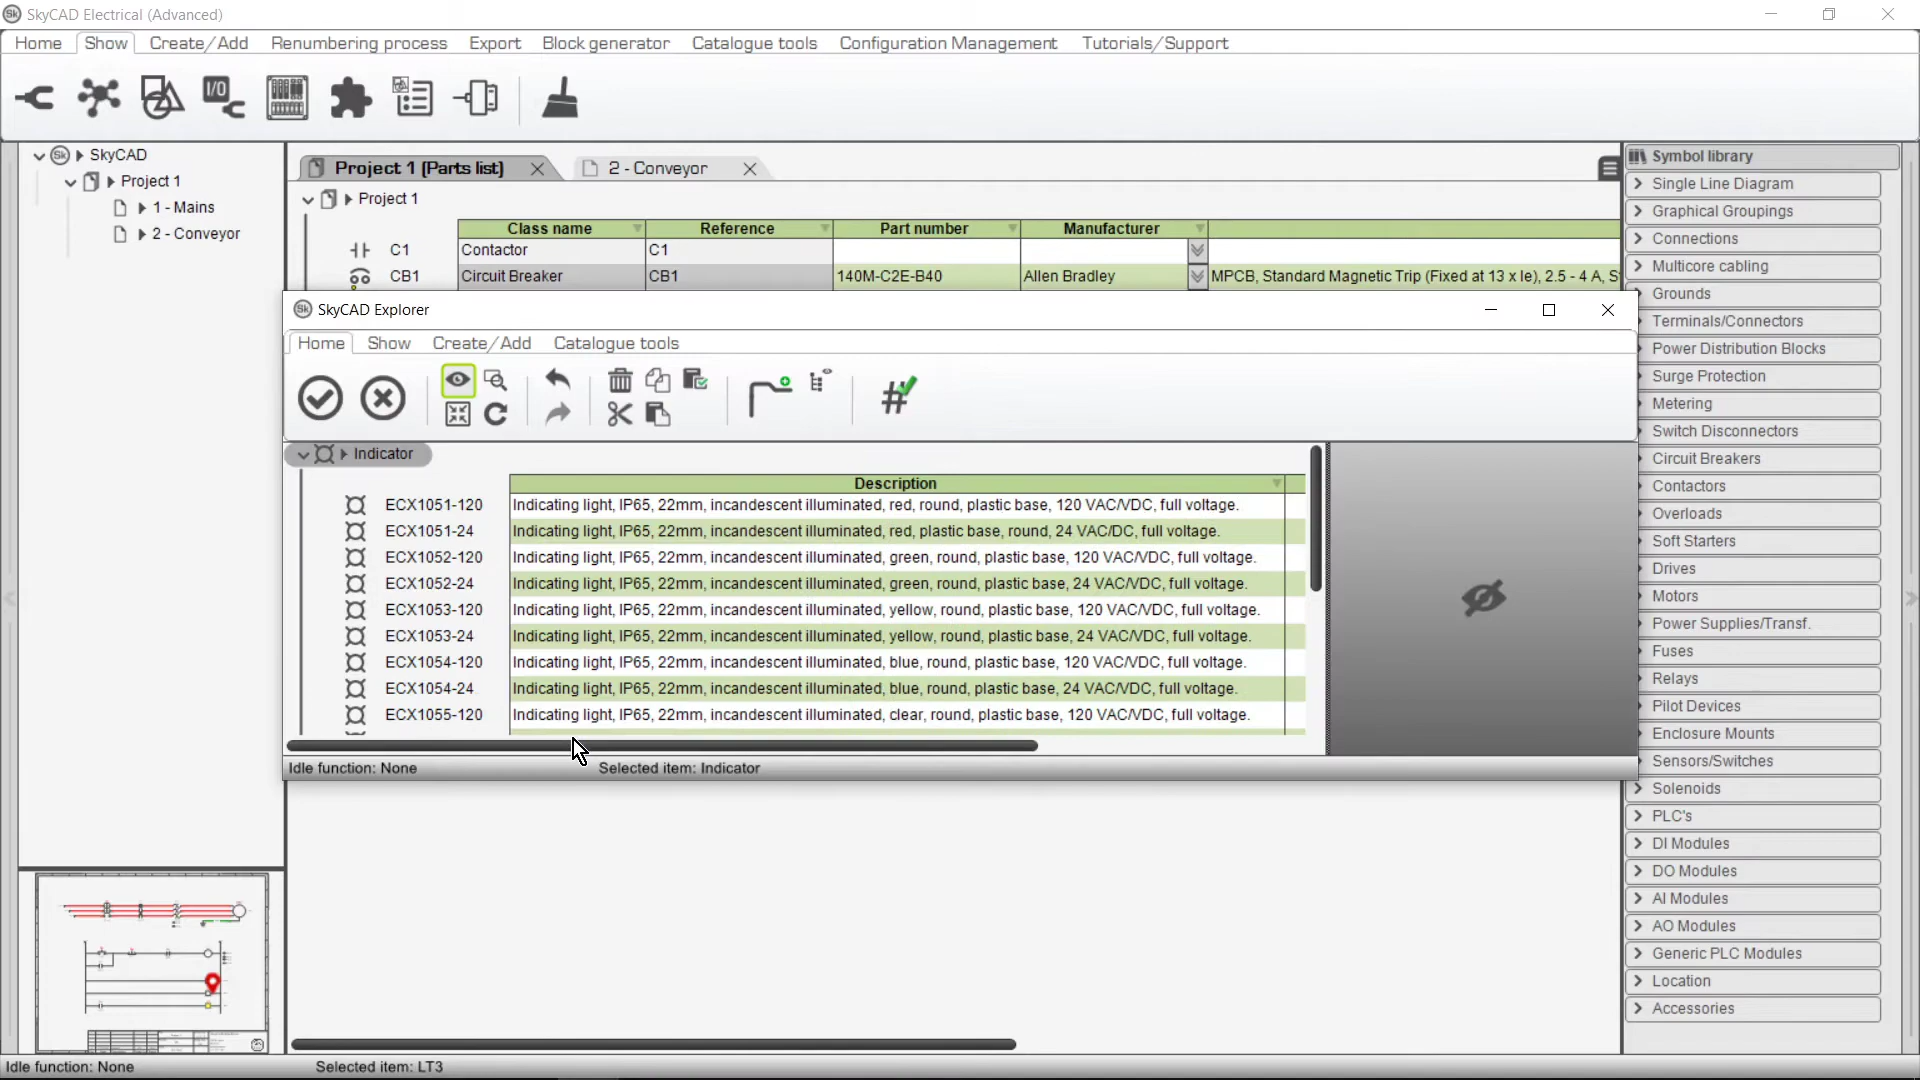 SkyCAD Electrical (Advanced)
Home Show Create/Add Renumbering process Export Block generator Catalogue tools Configuration Management Tutorials/Support
I/O
SkyCAD
Project 1
1 - Mains
2 - Conveyor
Project 1 [Parts list]
2 - Conveyor
Project 1
Class name Reference Part number Manufacturer
C1 Contactor C1
CB1 Circuit Breaker CB1 140M-C2E-B40 Allen Bradley MPCB, Standard Magnetic Trip (Fixed at 13 x le), 2.5 - 4 A, S
SkyCAD Explorer
Home Show Create/Add Catalogue tools
Indicator
Description
ECX1051-120 Indicating light, IP65, 22mm, incandescent illuminated, red, round, plastic base, 120 VAC/VDC, full voltage.
ECX1051-24 Indicating light, IP65, 22mm, incandescent illuminated, red, plastic base, round, 24 VAC/DC, full voltage.
ECX1052-120 Indicating light, IP65, 22mm, incandescent illuminated, green, round, plastic base, 120 VAC/VDC, full voltage.
ECX1052-24 Indicating light, IP65, 22mm, incandescent illuminated, green, round, plastic base, 24 VAC/VDC, full voltage.
ECX1053-120 Indicating light, IP65, 22mm, incandescent illuminated, yellow, round, plastic base, 120 VAC/VDC, full voltage.
ECX1053-24 Indicating light, IP65, 22mm, incandescent illuminated, yellow, round, plastic base, 24 VAC/VDC, full voltage.
ECX1054-120 Indicating light, IP65, 22mm, incandescent illuminated, blue, round, plastic base, 120 VAC/VDC, full voltage.
ECX1054-24 Indicating light, IP65, 22mm, incandescent illuminated, blue, round, plastic base, 24 VAC/VDC, full voltage.
ECX1055-120 Indicating light, IP65, 22mm, incandescent illuminated, clear, round, plastic base, 120 VAC/VDC, full voltage.
Idle function: None Selected item: Indicator
Symbol library
Single Line Diagram
Graphical Groupings
Connections
Multicore cabling
Grounds
Terminals/Connectors
Power Distribution Blocks
Surge Protection
Metering
Switch Disconnectors
Circuit Breakers
Contactors
Overloads
Soft Starters
Drives
Motors
Power Supplies/Transf.
Fuses
Relays
Pilot Devices
Enclosure Mounts
Sensors/Switches
Solenoids
PLC's
DI Modules
DO Modules
AI Modules
AO Modules
Generic PLC Modules
Location
Accessories
Idle function: None Selected item: LT3